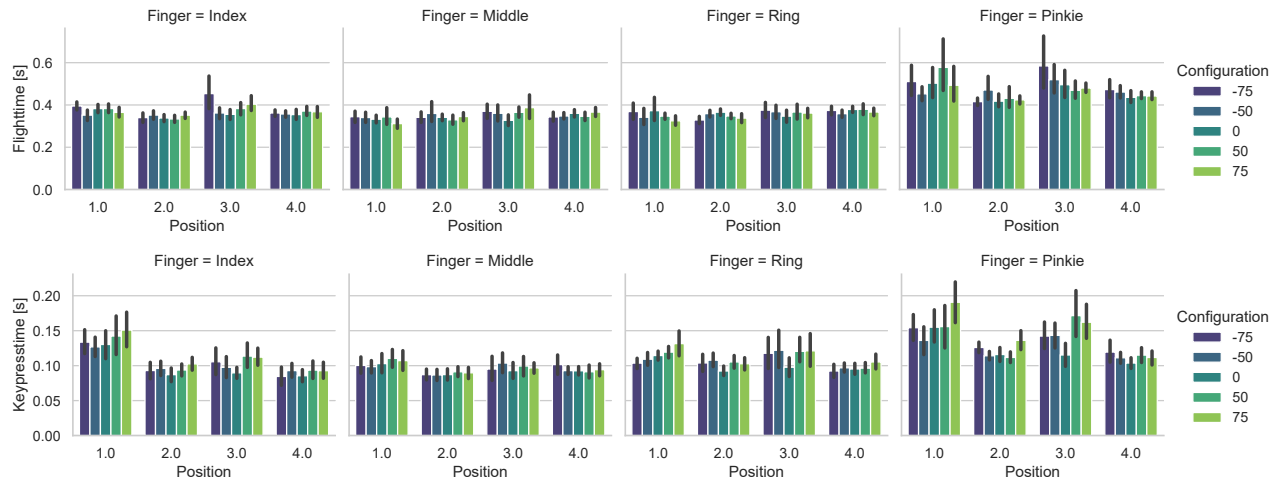 Finger = Index Finger = Middle Finger = Ring Finger = Pinkie
Flighttime [s]
0.6
0.4
0.2
0.0
1.0 2.0 3.0 4.0 1.0 2.0 3.0 4.0 1.0 2.0 3.0 4.0 1.0 2.0 3.0 4.0
Position Position Position Position
Configuration
-75
-50
0
50
75
Finger = Index Finger = Middle Finger = Ring Finger = Pinkie
Keypresstime [s]
0.20
0.15
0.10
0.05
0.00
1.0 2.0 3.0 4.0 1.0 2.0 3.0 4.0 1.0 2.0 3.0 4.0 1.0 2.0 3.0 4.0
Position Position Position Position
Configuration
-75
-50
0
50
75